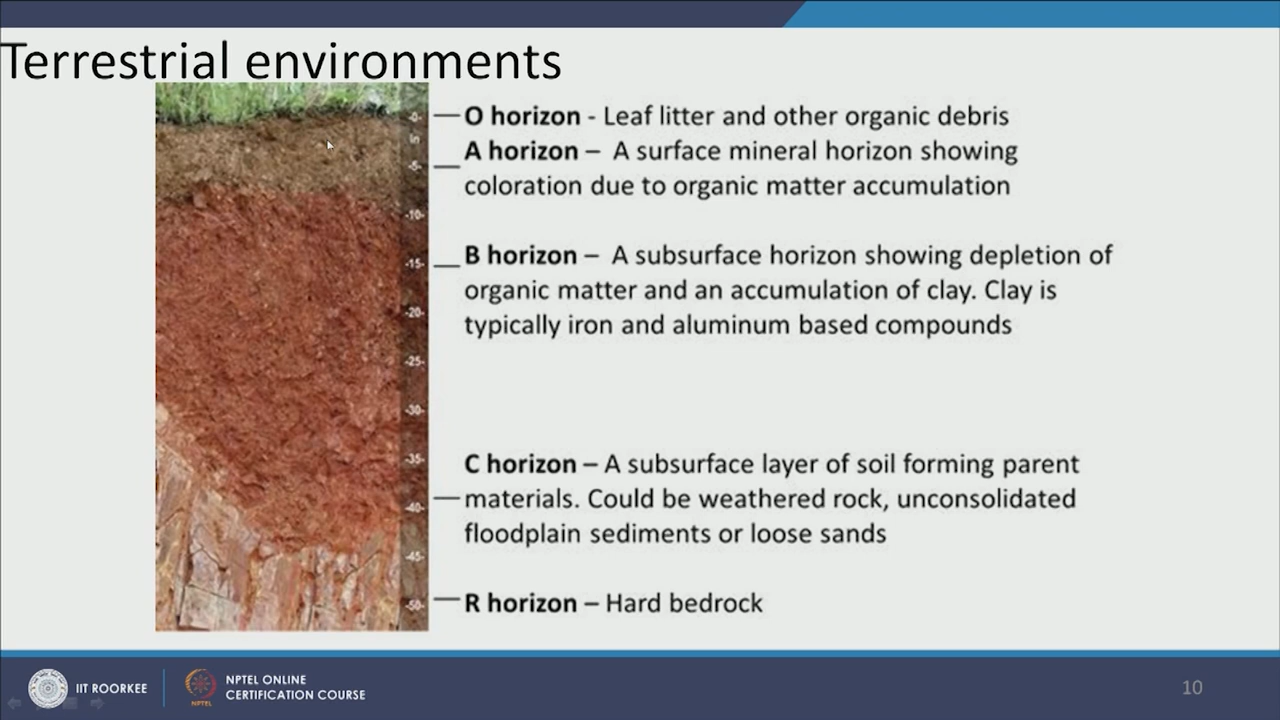 Terrestrial environments
-0-
in
-5-
-10-
-15-
-20-
-25-
-30-
-35-
-40-
-45-
-50-
O horizon - Leaf litter and other organic debris
A horizon – A surface mineral horizon showing
coloration due to organic matter accumulation
B horizon – A subsurface horizon showing depletion of
organic matter and an accumulation of clay. Clay is
typically iron and aluminum based compounds
C horizon – A subsurface layer of soil forming parent
materials. Could be weathered rock, unconsolidated
floodplain sediments or loose sands
R horizon – Hard bedrock
IIT ROORKEE
NPTEL
NPTEL ONLINE
CERTIFICATION COURSE
10